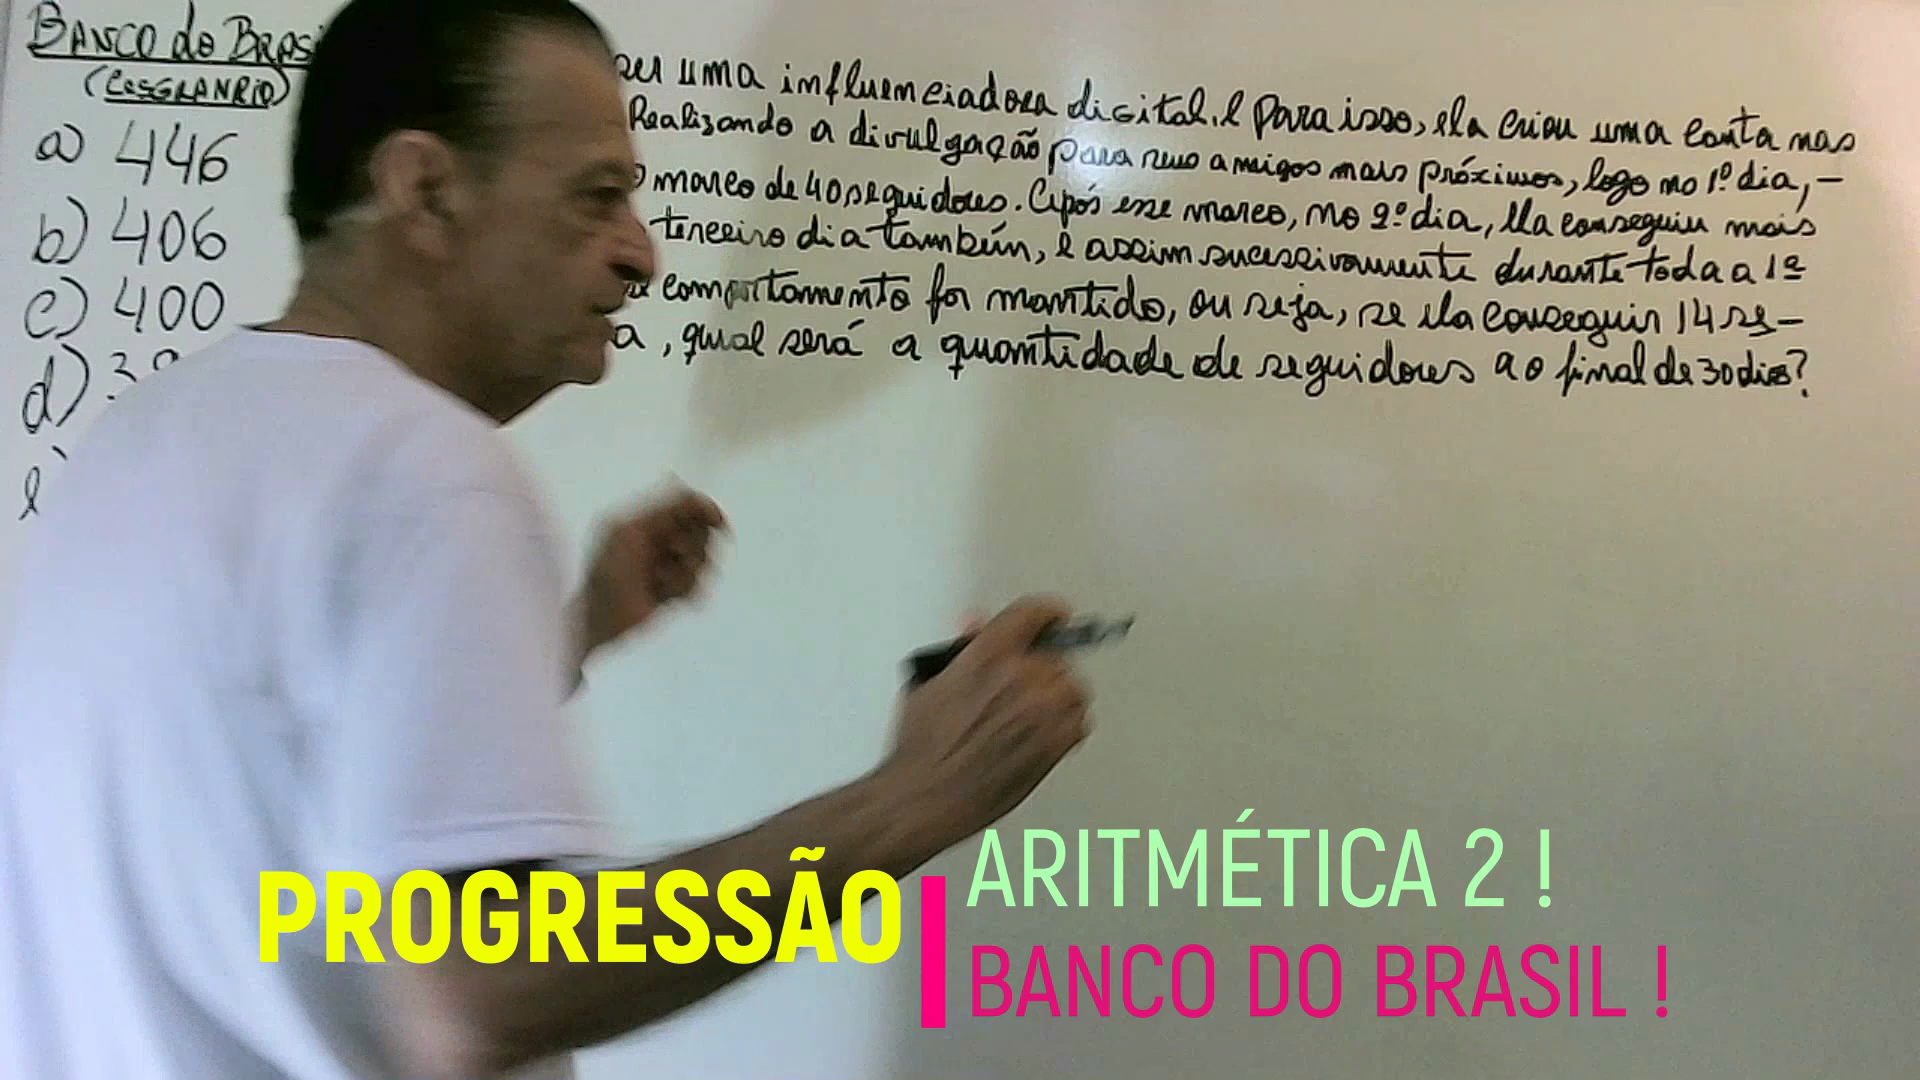 BANCO do BRASI
(CESGRANRIO)
a) 446
b) 406
c) 400
d) 39
e)
ser uma influenciadora digital, e para isso, ela criou uma conta nas
Realizando a divulgação para seus amigos mais próximos, logo no 1º dia, -
o marco de 40 seguidores. Após esse marco, no 2º dia, ela conseguiu mais
terceiro dia também, e assim sucessivamente durante toda a 1ª
comportamento for mantido, ou seja, se ela conseguir 14 se-
a, qual será a quantidade de seguidores ao final de 30 dias?
PROGRESSÃO
ARITMÉTICA 2 !
BANCO DO BRASIL !